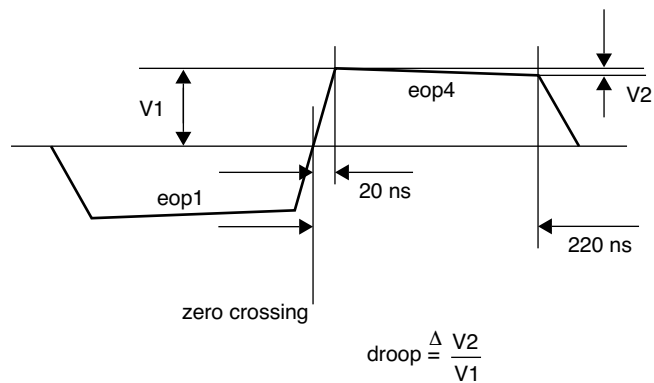 eop4
V1
V2
eop1
20 ns
220 ns
zero crossing
droop ≜ V2
V1